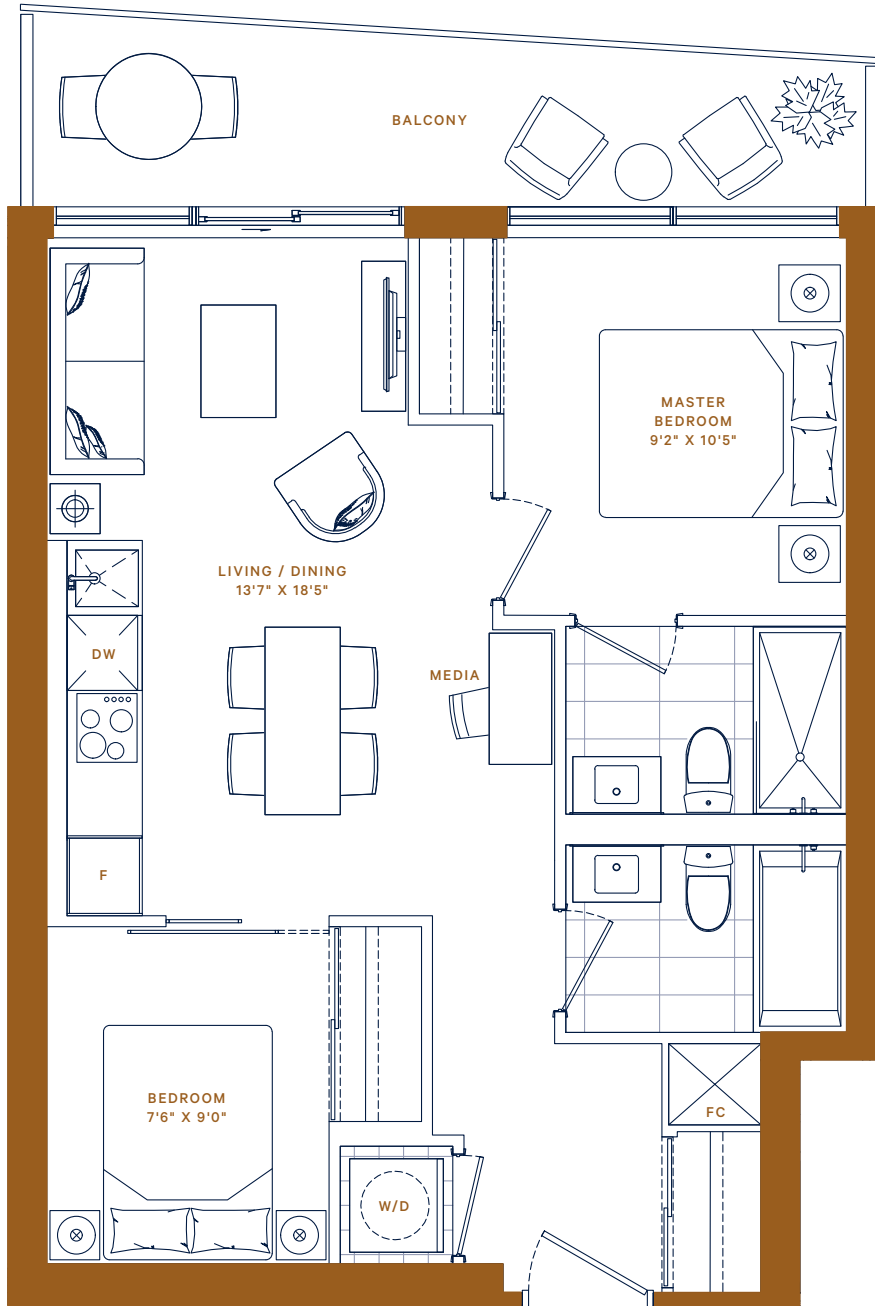 BALCONY
MASTER
BEDROOM
9'2" X 10'5"
LIVING / DINING
13'7" X 18'5"
DW
MEDIA
F
BEDROOM
7'6" X 9'0"
FC
W/D